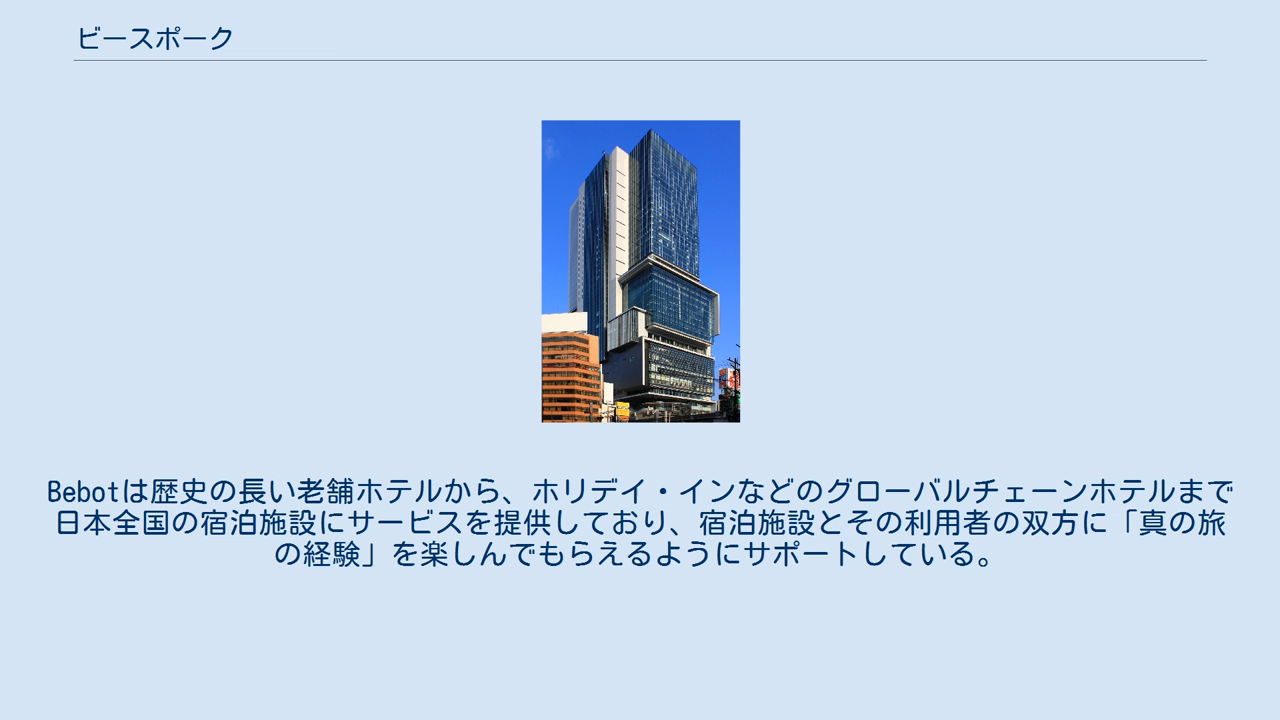 ビースポーク
Bebotは歴史の長い老舗ホテルから、ホリデイ・インなどのグローバルチェーンホテルまで
日本全国の宿泊施設にサービスを提供しており、宿泊施設とその利用者の双方に「真の旅
の経験」を楽しんでもらえるようにサポートしている。